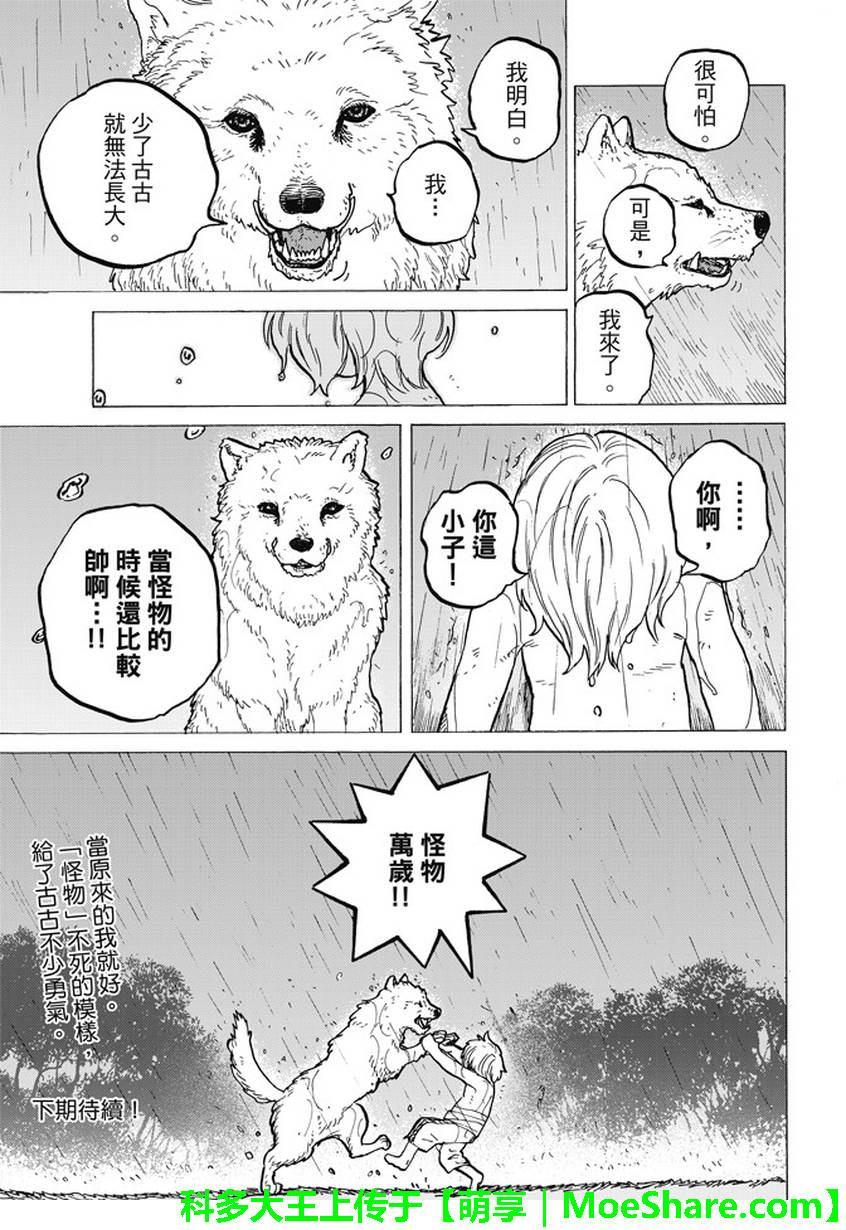 很可怕。
可是，
我來了。
我明白。
我…
少了古古
就無法長大。
……
你啊，
你這
小子！
當怪物的
時候還比較
帥啊…!!
怪物
萬歲!!
當原來的我就好。
「怪物」不死的模樣，
給了古古不少勇氣。
下期待續！
科多大王上传于【萌享｜MoeShare.com】